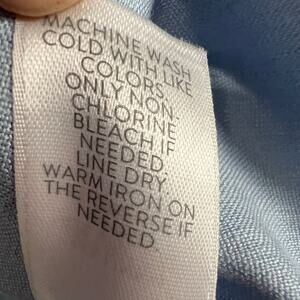 MACHINE WASH
COLD WITH LIKE
COLORS.
ONLY NON-
CHLORINE
BLEACH IF
NEEDED.
LINE DRY.
WARM IRON ON
THE REVERSE IF
NEEDED.